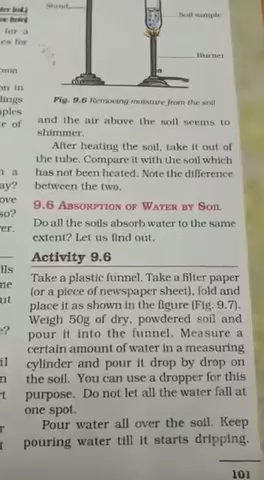 Stand
Soil sample
Burner
Fig. 9.6 Removing moisture from the soil
and the air above the soil seems to
shimmer.
After heating the soil, take it out of
the tube. Compare it with the soil which
has not been heated. Note the difference
between the two.
9.6 ABSORPTION OF WATER BY SOIL
Do all the soils absorb water to the same
extent? Let us find out.
Activity 9.6
Take a plastic funnel. Take a filter paper
(or a piece of newspaper sheet), fold and
place it as shown in the figure (Fig. 9.7).
Weigh 50g of dry, powdered soil and
pour it into the funnel. Measure a
certain amount of water in a measuring
cylinder and pour it drop by drop on
the soil. You can use a dropper for this
purpose. Do not let all the water fall at
one spot.
Pour water all over the soil. Keep
pouring water till it starts dripping.
101